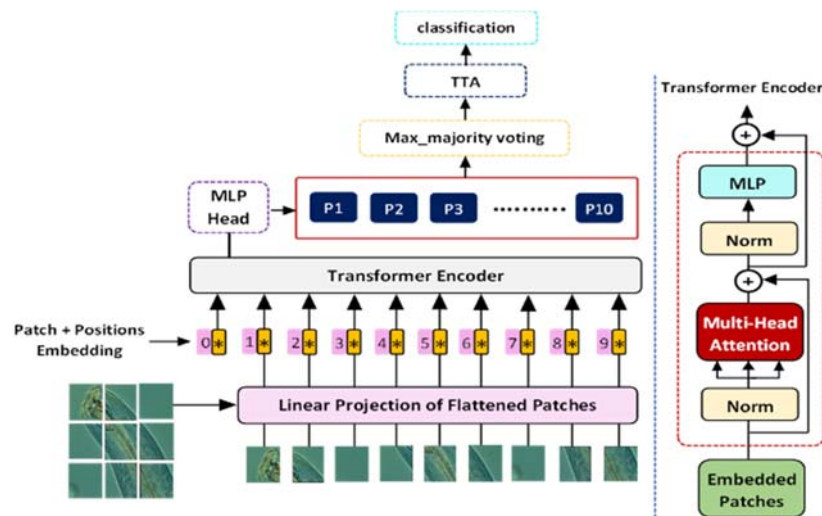 classification
TTA
Max_majority voting
MLP
Head
P1 P2 P3 P10
Transformer Encoder
Patch + Positions
Embedding
0* 1* 2* 3* 4* 5* 6* 7* 8* 9*
Linear Projection of Flattened Patches
Transformer Encoder
+
MLP
Norm
+
Multi-Head
Attention
Norm
Embedded
Patches